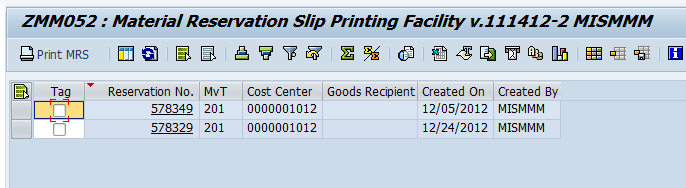 ZMM052 : Material Reservation Slip Printing Facility v.111412-2 MISMMM
Print MRS
Tag Reservation No. MvT Cost Center Goods Recipient Created On Created By
578349 201 0000001012 12/05/2012 MISMMM
578329 201 0000001012 12/24/2012 MISMMM